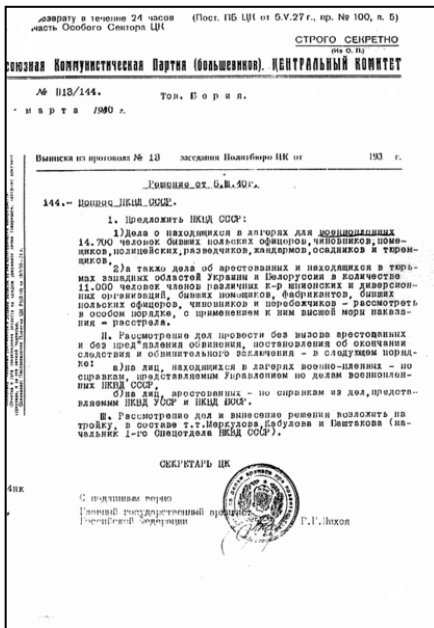 возврату в течение 24 часов (Пост. ПБ ЦК от 5.V.27 г., пр. № 100, п. 5)
часть Особого Сектора ЦК
СТРОГО СЕКРЕТНО
(Из О. П.)
союзная Коммунистическая Партия (большевиков). ЦЕНТРАЛЬНЫЙ КОМИТЕТ
№ П13/144.
Тов. Берия.
марта 1940 г.
Выписка из протокола № 13 заседания Политбюро ЦК от 193 г.
Решение от 5.Ш.40г.
144.- Вопрос НКВД СССР.
I. Предложить НКВД СССР:
1) Дела о находящихся в лагерях для военнопленных
14.700 человек бывших польских офицеров, чиновников, поме-
щиков, полицейских, разведчиков, жандармов, осадников и тюрем-
щиков,
2) а также дела об арестованных и находящихся в тюрь-
мах западных областей Украины и Белоруссии в количестве
11.000 человек членов различных к-р шпионских и диверсион-
ных организаций, бывших помещиков, фабрикантов, бывших
польских офицеров, чиновников и перебежчиков - рассмотреть
в особом порядке, с применением к ним высшей меры наказа-
ния - расстрела.
П. Рассмотрение дел провести без вызова арестованных
и без пред"явления обвинения, постановления об окончании
следствия и обвинительного заключения - в следующем поряд-
ке:
а) на лиц, находящихся в лагерях военно-пленных - по
справкам, представляемым Управлением по делам военноплен-
ных НКВД СССР,
б) на лиц, арестованных - по справкам из дел, предста-
вляемым НКВД УССР и НКВД БССР.
Ш. Рассмотрение дел и вынесение решения возложить на
тройку, в составе т.т. Меркулова, Кабулова и Баштакова (на-
чальник 1-го Спецотдела НКВД СССР).
СЕКРЕТАРЬ ЦК
4нк
С подлинным верно
Главный государственный архивист
Российской Федерации Р.Г.Пихоя